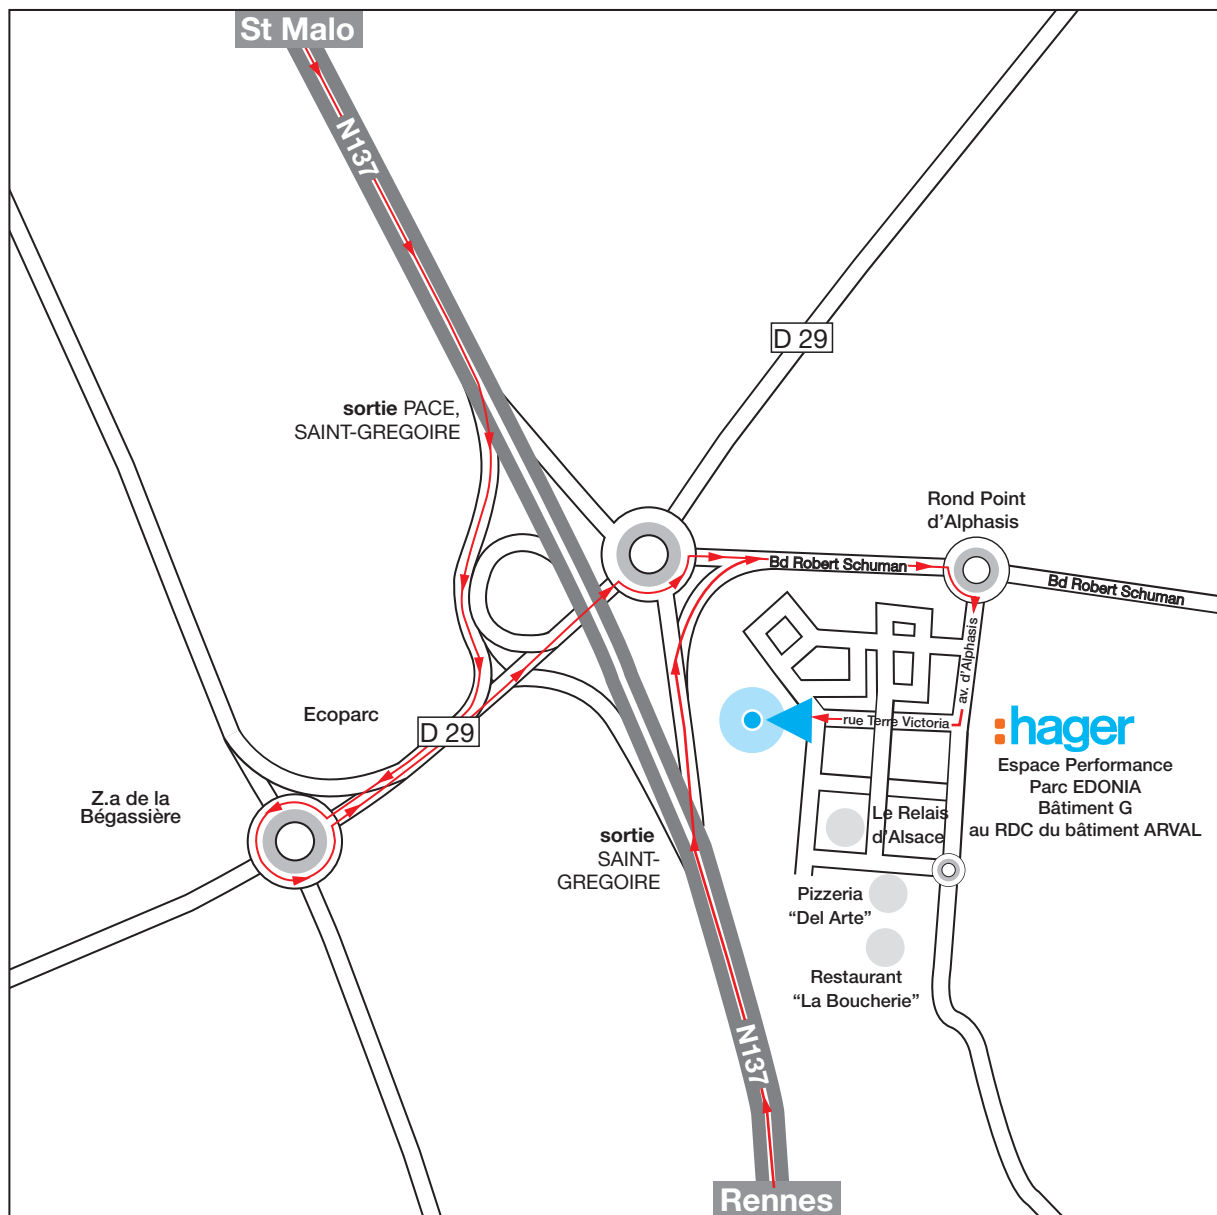 St Malo
N137
D 29
sortie PACE,
SAINT-GREGOIRE
Rond Point
d'Alphasis
Bd Robert Schuman
Bd Robert Schuman
av. d'Alphasis
rue Terre Victoria
Ecoparc
D 29
:hager
Espace Performance
Parc EDONIA
Bâtiment G
au RDC du bâtiment ARVAL
Z.a de la
Bégassière
Le Relais
d'Alsace
sortie
SAINT-
GREGOIRE
Pizzeria
“Del Arte”
Restaurant
“La Boucherie”
N137
Rennes